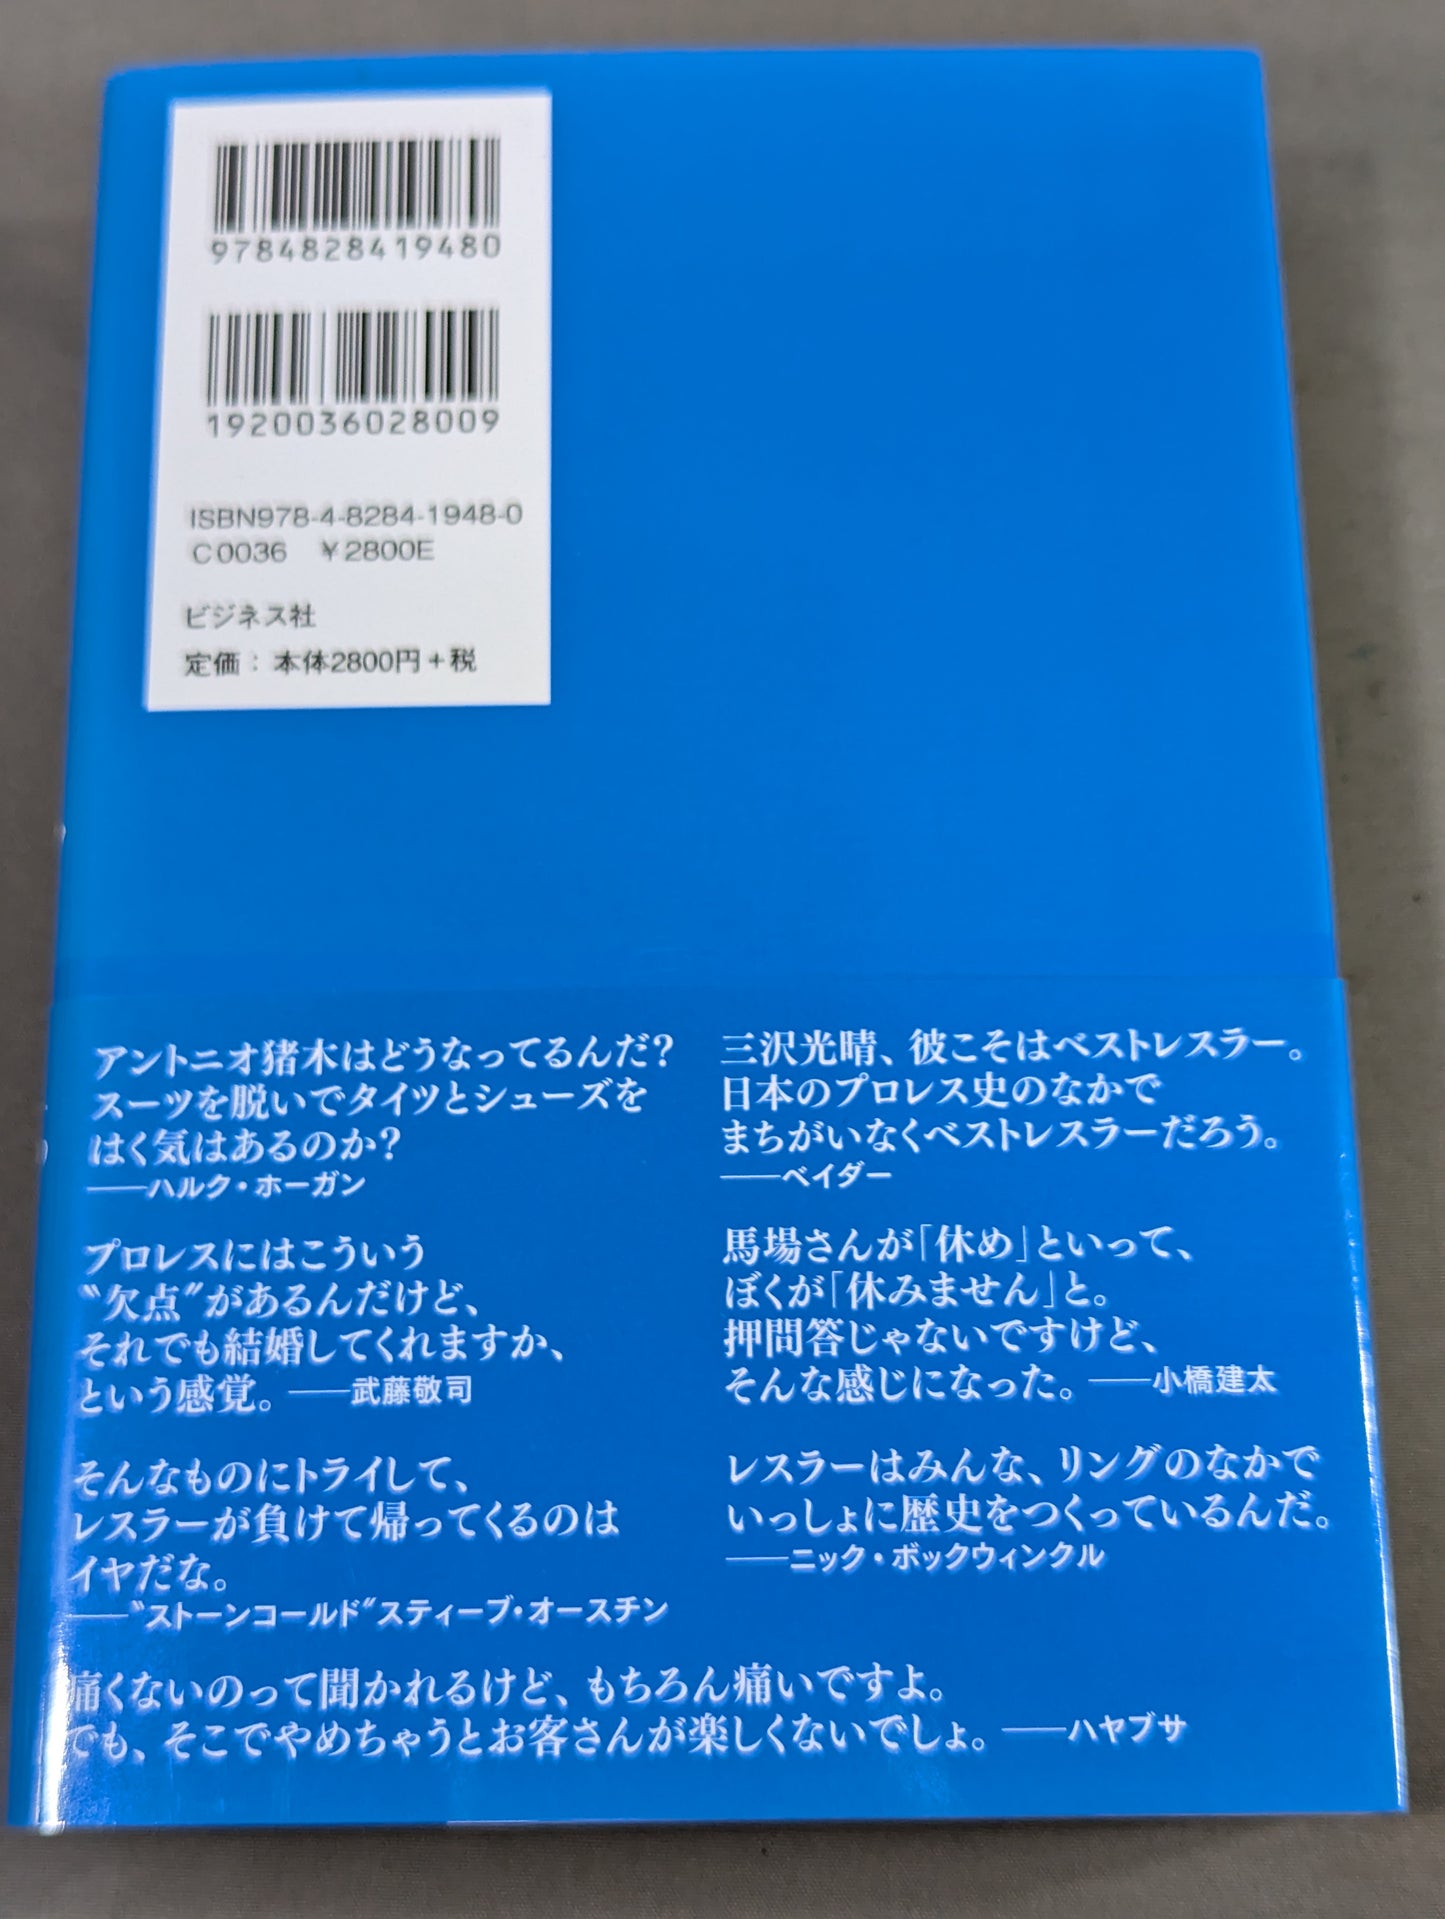 9784828419480
1920036028009
ISBN978-4-8284-1948-0
C0036 ¥2800E
ビジネス社
定価：本体2800円＋税
アントニオ猪木はどうなってるんだ？
スーツを脱いでタイツとシューズを
はく気はあるのか？
――ハルク・ホーガン
プロレスにはこういう
〝欠点〟があるんだけど、
それでも結婚してくれますか、
という感覚。――武藤敬司
そんなものにトライして、
レスラーが負けて帰ってくるのは
イヤだな。
――〝ストーンコールド〟スティーブ・オースチン
三沢光晴、彼こそはベストレスラー。
日本のプロレス史のなかで
まちがいなくベストレスラーだろう。
――ベイダー
馬場さんが「休め」といって、
ぼくが「休みません」と。
押問答じゃないですけど、
そんな感じになった。――小橋建太
レスラーはみんな、リングのなかで
いっしょに歴史をつくっているんだ。
――ニック・ボックウィンクル
痛くないのって聞かれるけど、もちろん痛いですよ。
でも、そこでやめちゃうとお客さんが楽しくないでしょ。――ハヤブサ